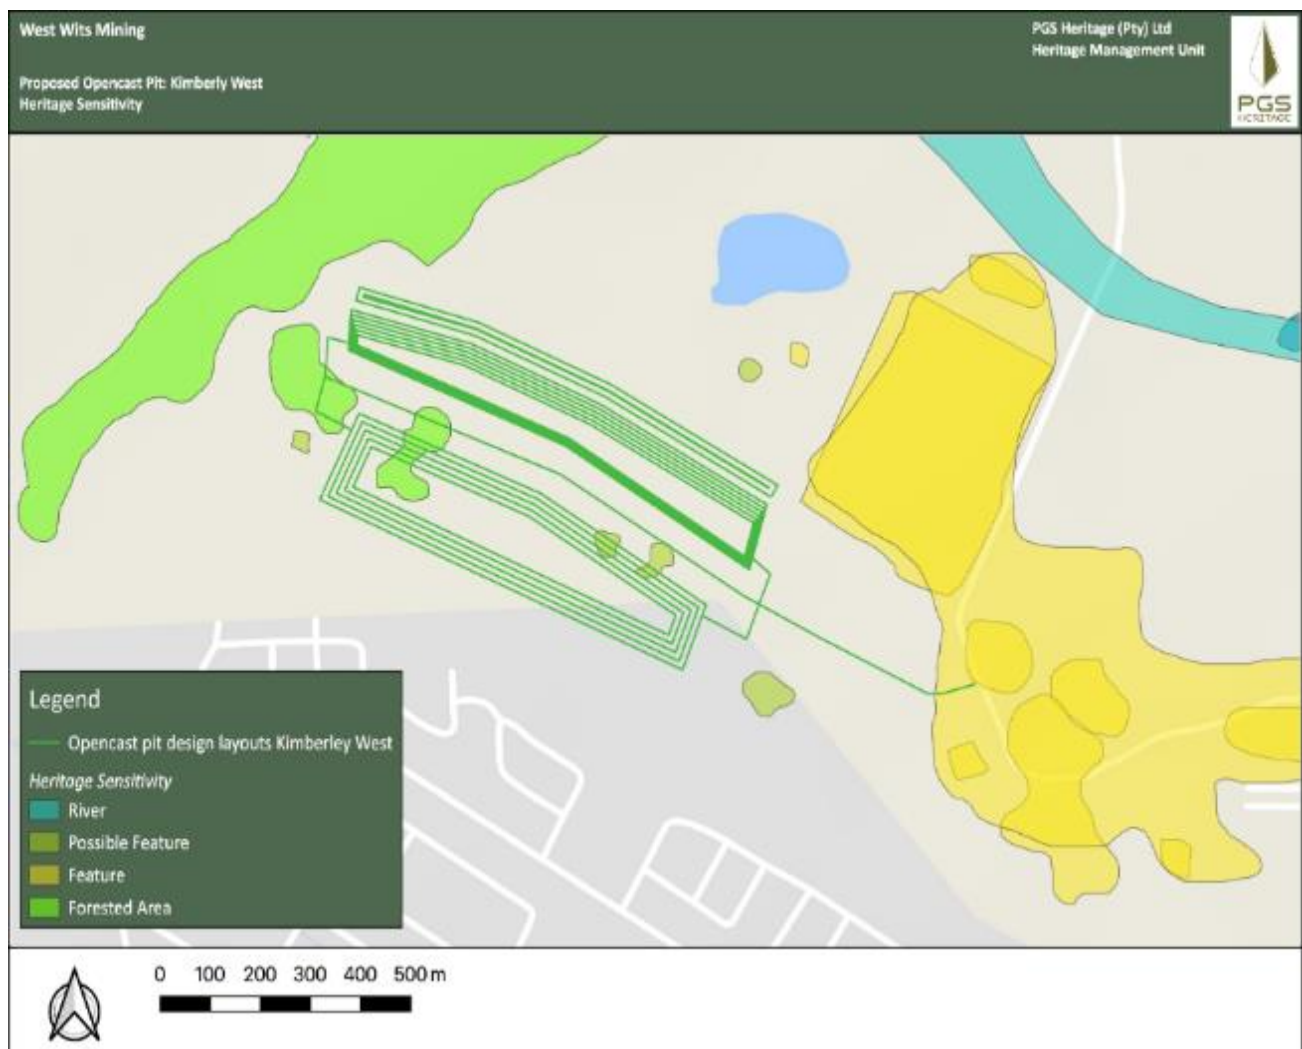 West Wits Mining
Proposed Opencast Pit: Kimberly West
Heritage Sensitivity
PGS Heritage (Pty) Ltd
Heritage Management Unit
PGS
HERITAGE
Legend
Opencast pit design layouts Kimberley West
Heritage Sensitivity
River
Possible Feature
Feature
Forested Area
0 100 200 300 400 500 m